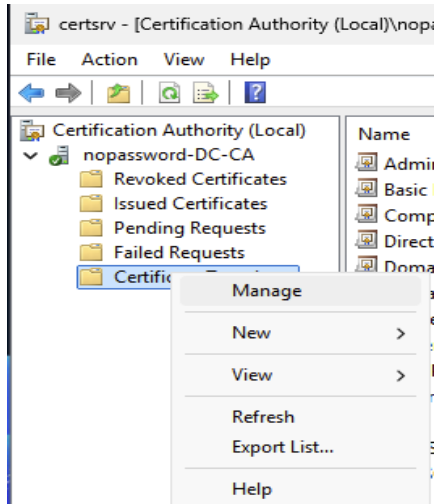 certsrv - [Certification Authority (Local)\nopa
File Action View Help
Certification Authority (Local)
nopassword-DC-CA
Revoked Certificates
Issued Certificates
Pending Requests
Failed Requests
Name
Admi
Basic
Comp
Direct
Doma
Manage
New
View
Refresh
Export List...
Help